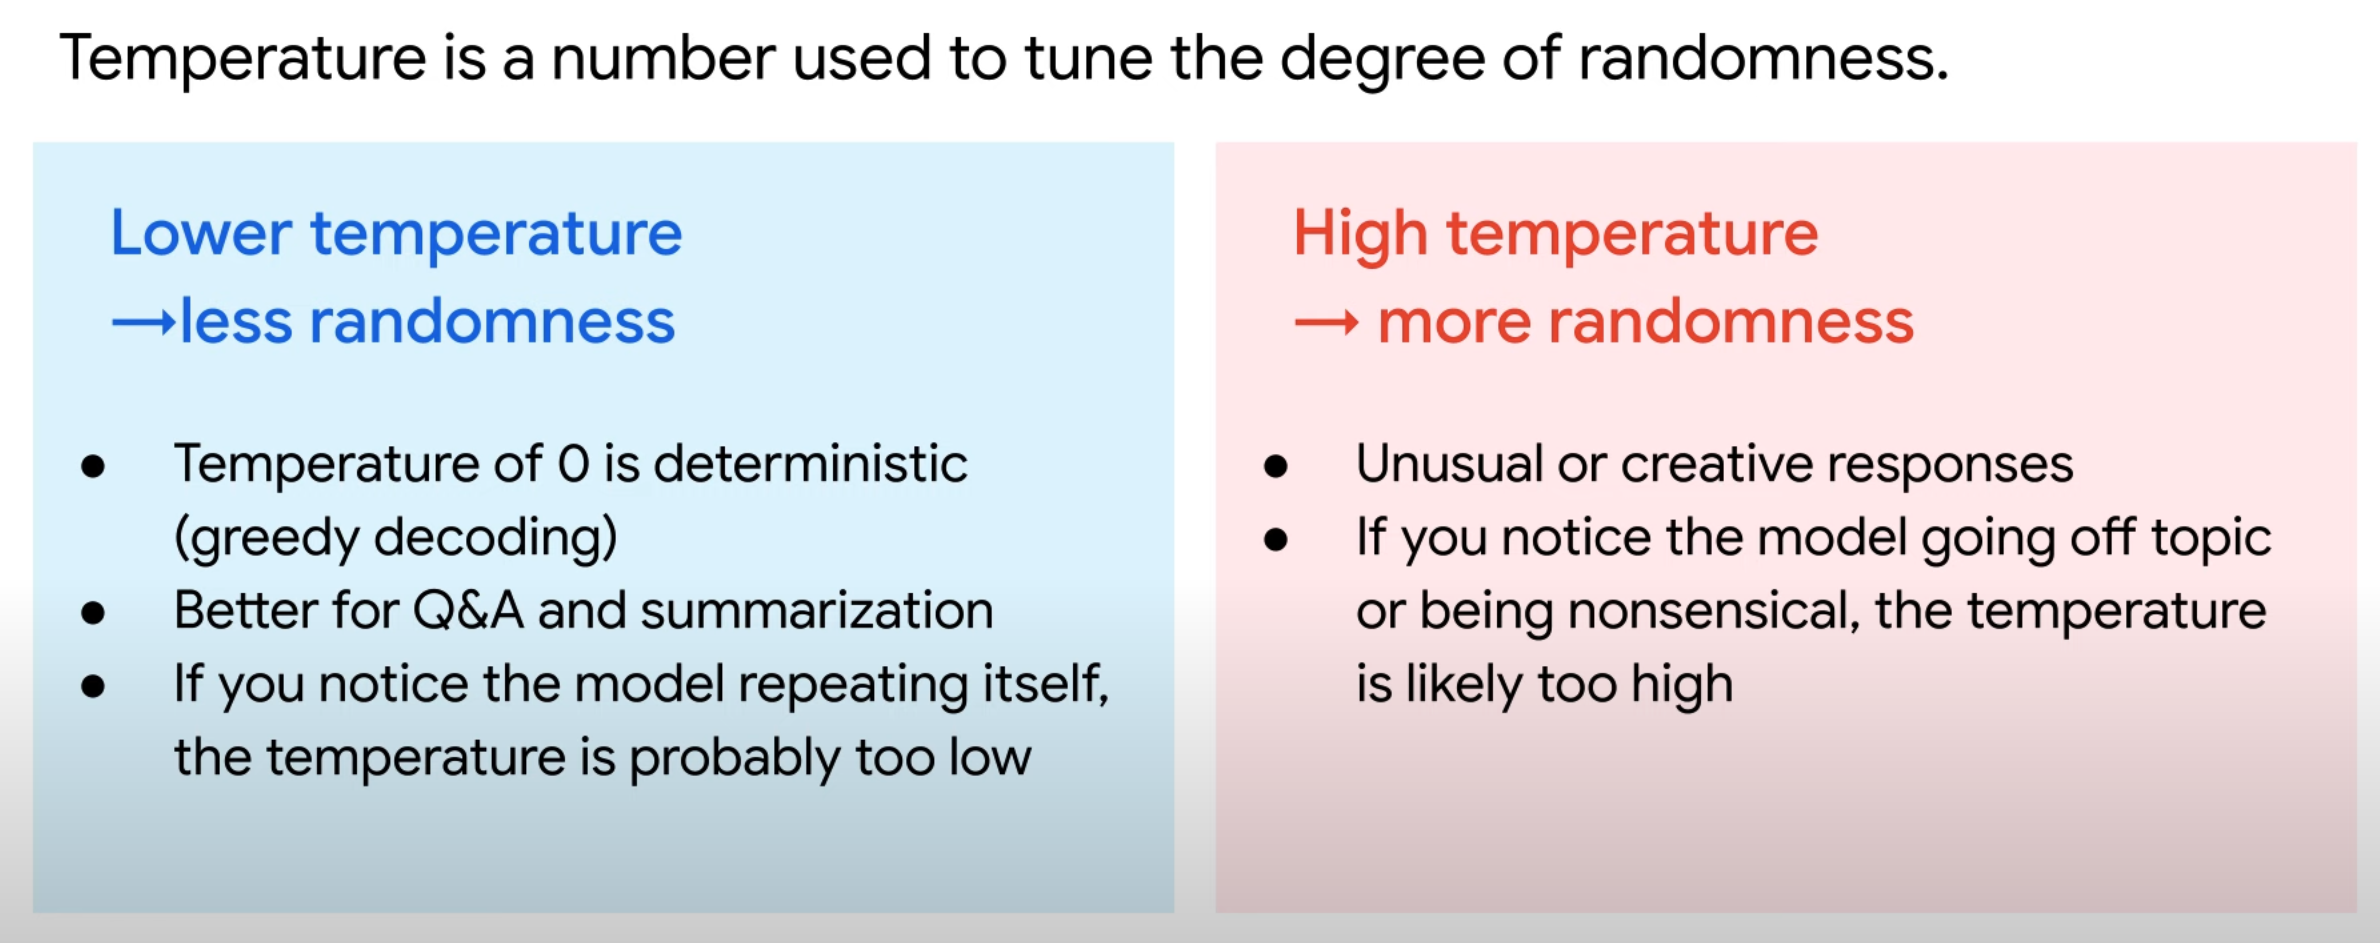 Temperature is a number used to tune the degree of randomness.
Lower temperature
→less randomness
● Temperature of 0 is deterministic
(greedy decoding)
● Better for Q&A and summarization
● If you notice the model repeating itself,
the temperature is probably too low
High temperature
→ more randomness
● Unusual or creative responses
● If you notice the model going off topic
or being nonsensical, the temperature
is likely too high